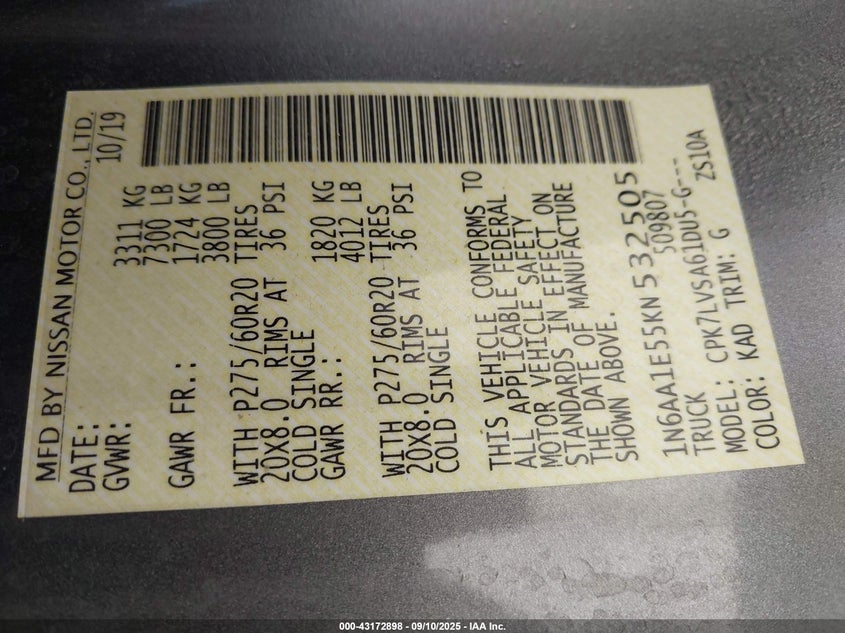 MFD BY NISSAN MOTOR CO., LTD.
DATE: 10/19
GVWR: 3311 KG
7300 LB
GAWR FR.: 1724 KG
3800 LB
WITH P275/60R20 TIRES
20X8.0 RIMS AT 36 PSI
COLD SINGLE
GAWR RR.: 1820 KG
4012 LB
WITH P275/60R20 TIRES
20X8.0 RIMS AT 36 PSI
COLD SINGLE
THIS VEHICLE CONFORMS TO
ALL APPLICABLE FEDERAL
MOTOR VEHICLE SAFETY
STANDARDS IN EFFECT ON
THE DATE OF MANUFACTURE
SHOWN ABOVE.
1N6AA1E55KN532505
TRUCK 509807
MODEL: CPK7LVSA61DU5-G---
COLOR: KAD TRIM: G ZS10A
000-43172898 - 09/10/2025 - IAA Inc.